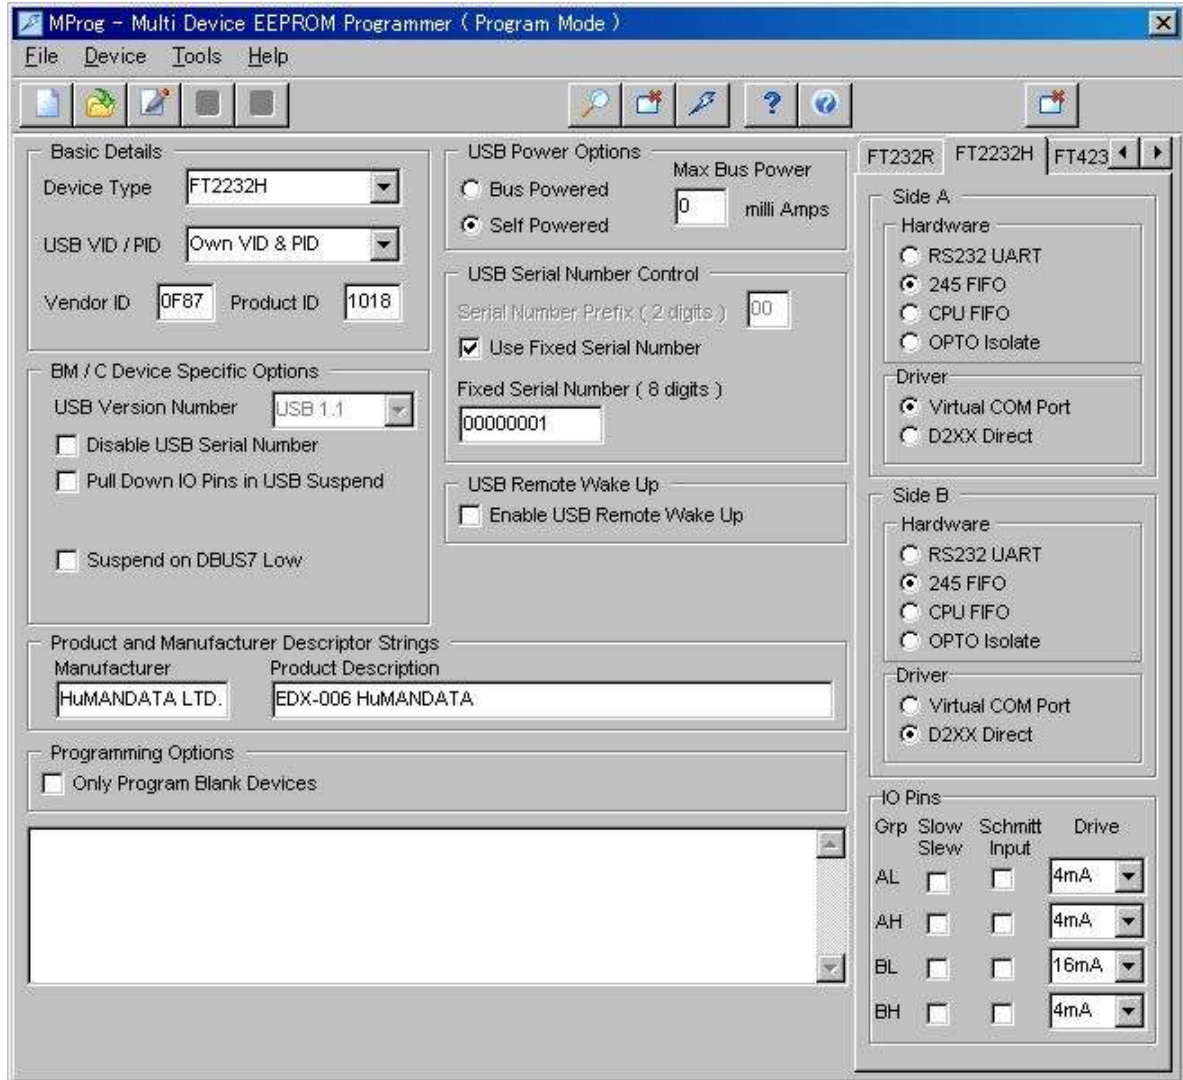 MProg - Multi Device EEPROM Programmer ( Program Mode )
File Device Tools Help
Basic Details
Device Type FT2232H
USB VID / PID Own VID & PID
Vendor ID 0F87 Product ID 1018
BM / C Device Specific Options
USB Version Number USB 1.1
Disable USB Serial Number
Pull Down IO Pins in USB Suspend
Suspend on DBUS7 Low
USB Power Options
Bus Powered
Self Powered
Max Bus Power
0 milli Amps
USB Serial Number Control
Serial Number Prefix ( 2 digits ) 00
Use Fixed Serial Number
Fixed Serial Number ( 8 digits )
00000001
USB Remote Wake Up
Enable USB Remote Wake Up
Product and Manufacturer Descriptor Strings
Manufacturer Product Description
HuMANDATA LTD. EDX-006 HuMANDATA
Programming Options
Only Program Blank Devices
FT232R FT2232H FT423
Side A
Hardware
RS232 UART
245 FIFO
CPU FIFO
OPTO Isolate
Driver
Virtual COM Port
D2XX Direct
Side B
Hardware
RS232 UART
245 FIFO
CPU FIFO
OPTO Isolate
Driver
Virtual COM Port
D2XX Direct
IO Pins
Grp Slow Schmitt Drive
Slew Input
AL 4mA
AH 4mA
BL 16mA
BH 4mA